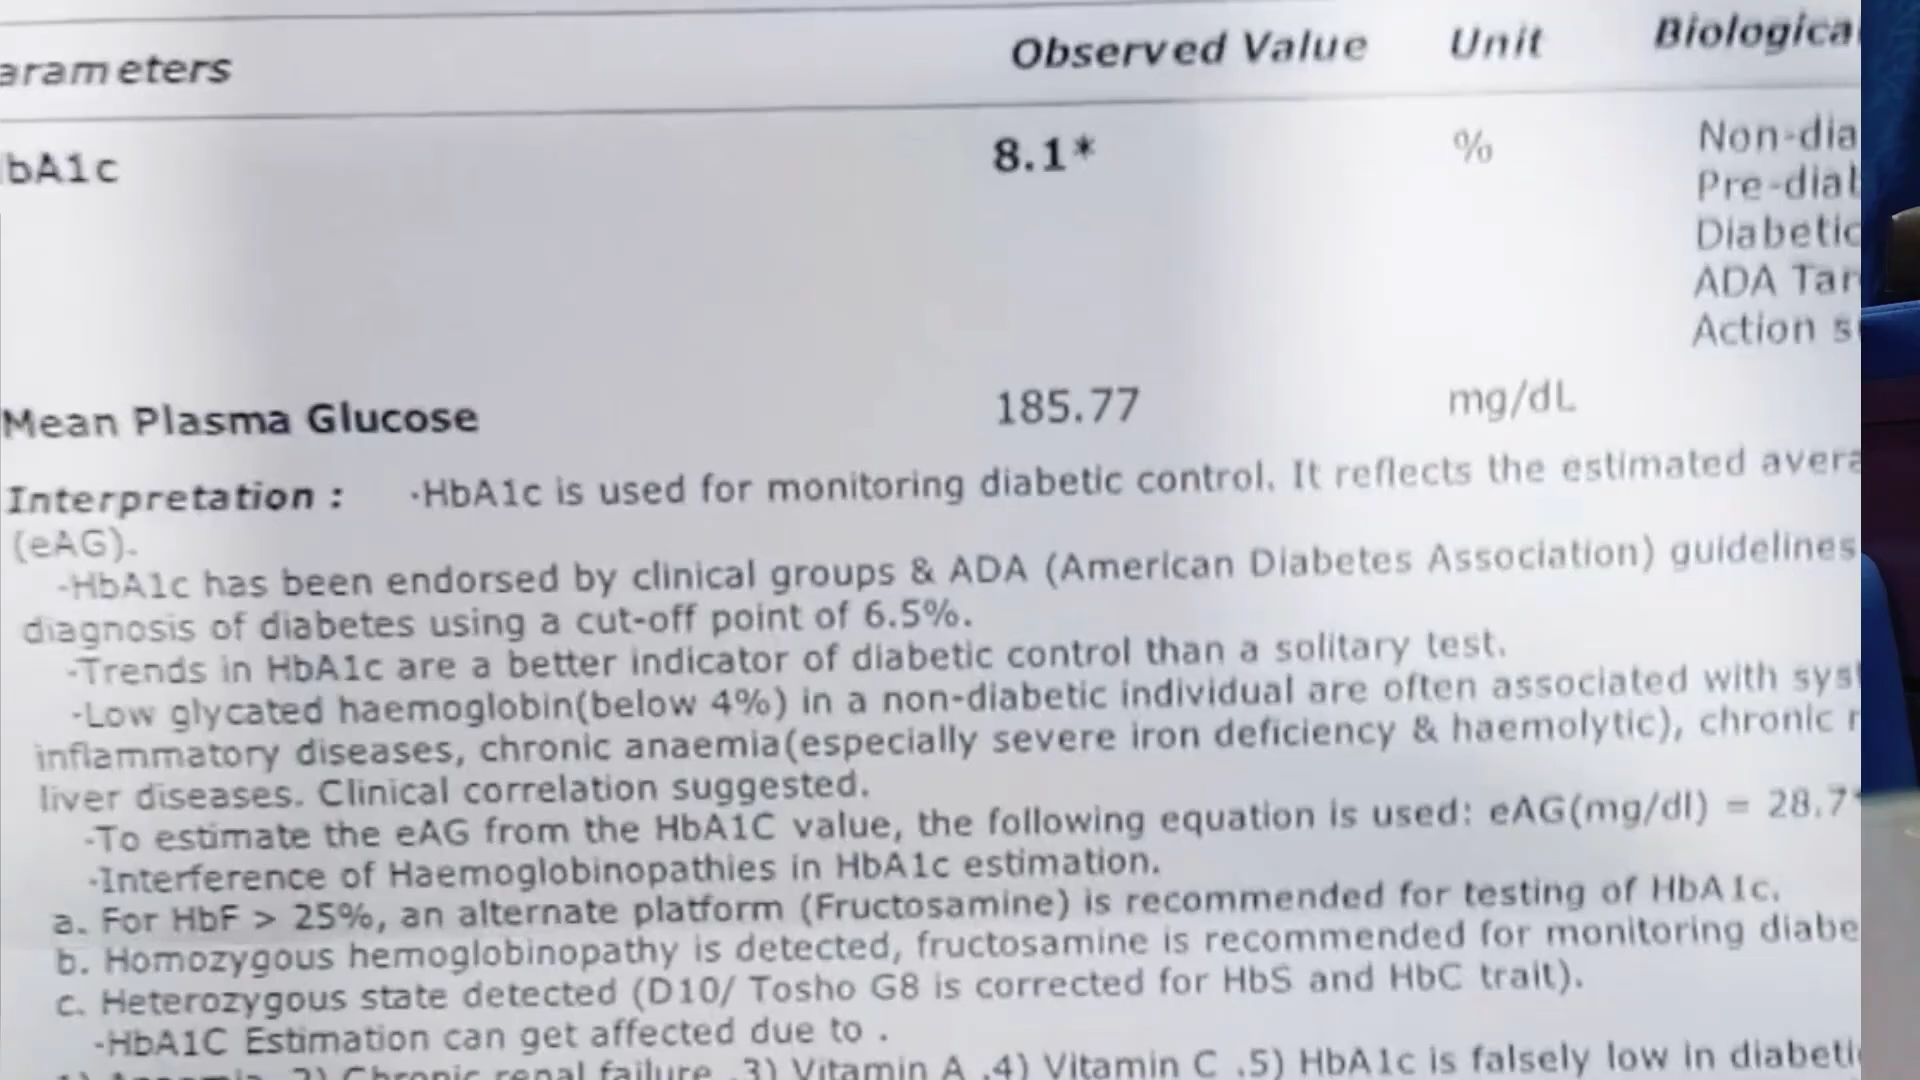 arameters Observed Value Unit Biologica
bA1c 8.1* % Non-dia
Pre-diab
Diabetic
ADA Tar
Action s
Mean Plasma Glucose 185.77 mg/dL
Interpretation : -HbA1c is used for monitoring diabetic control. It reflects the estimated avera
(eAG).
-HbA1c has been endorsed by clinical groups & ADA (American Diabetes Association) guidelines
diagnosis of diabetes using a cut-off point of 6.5%.
-Trends in HbA1c are a better indicator of diabetic control than a solitary test.
-Low glycated haemoglobin(below 4%) in a non-diabetic individual are often associated with syst
inflammatory diseases, chronic anaemia(especially severe iron deficiency & haemolytic), chronic r
liver diseases. Clinical correlation suggested.
-To estimate the eAG from the HbA1C value, the following equation is used: eAG(mg/dl) = 28.7*
-Interference of Haemoglobinopathies in HbA1c estimation.
a. For HbF > 25%, an alternate platform (Fructosamine) is recommended for testing of HbA1c.
b. Homozygous hemoglobinopathy is detected, fructosamine is recommended for monitoring diabe
c. Heterozygous state detected (D10/ Tosho G8 is corrected for HbS and HbC trait).
-HbA1C Estimation can get affected due to .
1) Anaemia .2) Chronic renal failure .3) Vitamin A .4) Vitamin C .5) HbA1c is falsely low in diabeti